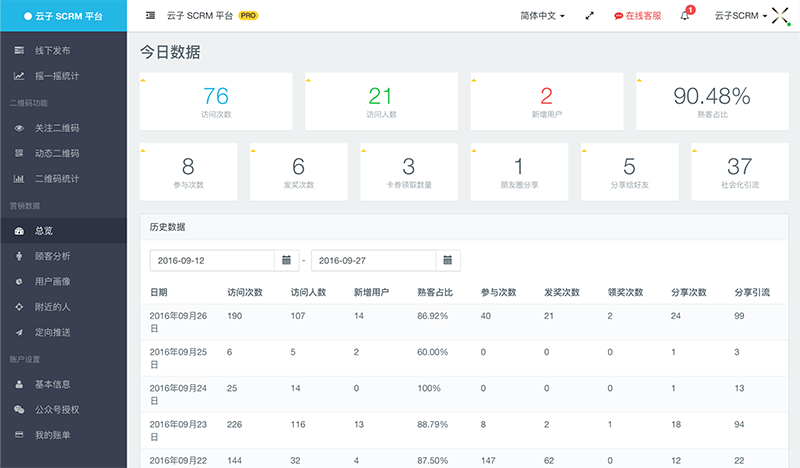 云子 SCRM 平台
云子 SCRM 平台 PRO
简体中文
在线客服
1
云子SCRM
线下发布
摇一摇统计
二维码功能
关注二维码
动态二维码
二维码统计
营销数据
总览
顾客分析
用户画像
附近的人
定向推送
账户设置
基本信息
公众号授权
我的账单
今日数据
76
访问次数
21
访问人数
2
新增用户
90.48%
熟客占比
8
参与次数
6
发奖次数
3
卡券领取数量
1
朋友圈分享
5
分享给好友
37
社会化引流
历史数据
2016-09-12 - 2016-09-27
日期 访问次数 访问人数 新增用户 熟客占比 参与次数 发奖次数 领奖次数 分享次数 分享引流
2016年09月26日 190 107 14 86.92% 40 21 2 24 99
2016年09月25日 6 5 2 60.00% 0 0 0 1 3
2016年09月24日 25 14 0 100% 0 0 0 1 13
2016年09月23日 226 116 13 88.79% 8 2 1 18 94
2016年09月22 144 32 4 87.50% 147 62 0 12 22